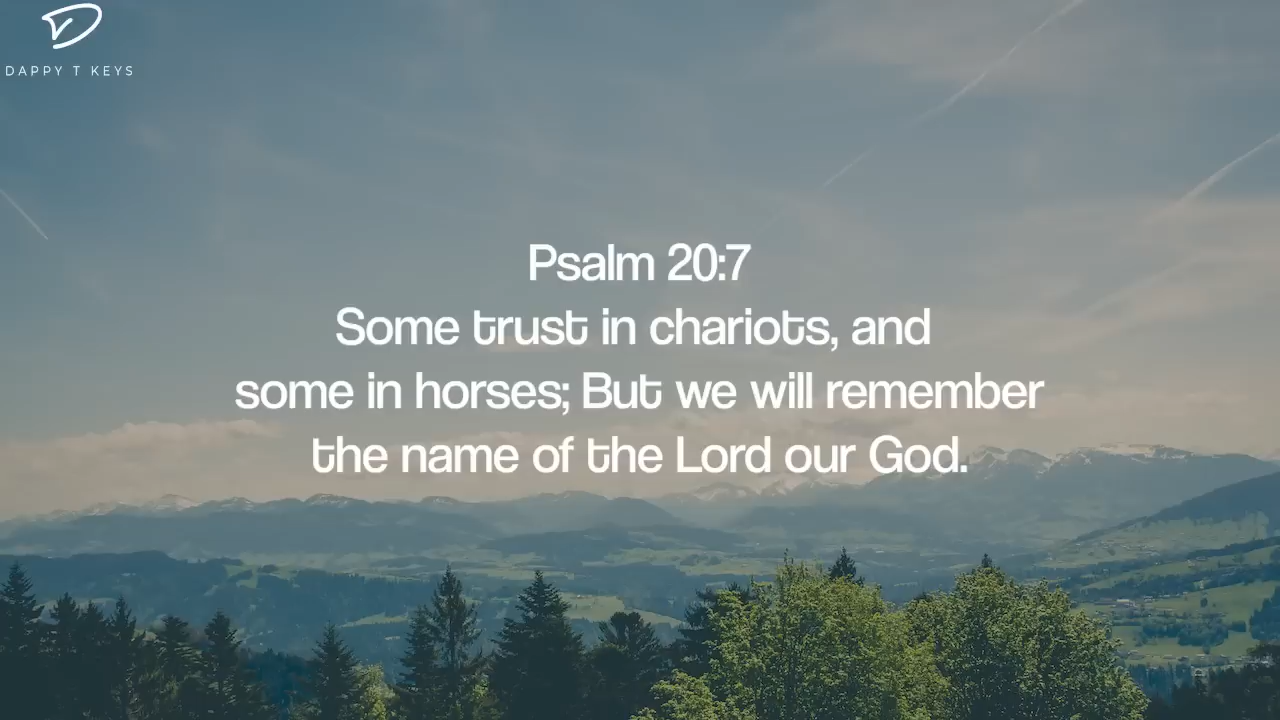 DAPPY T KEYS
Psalm 20:7
Some trust in chariots, and
some in horses; But we will remember
the name of the Lord our God.